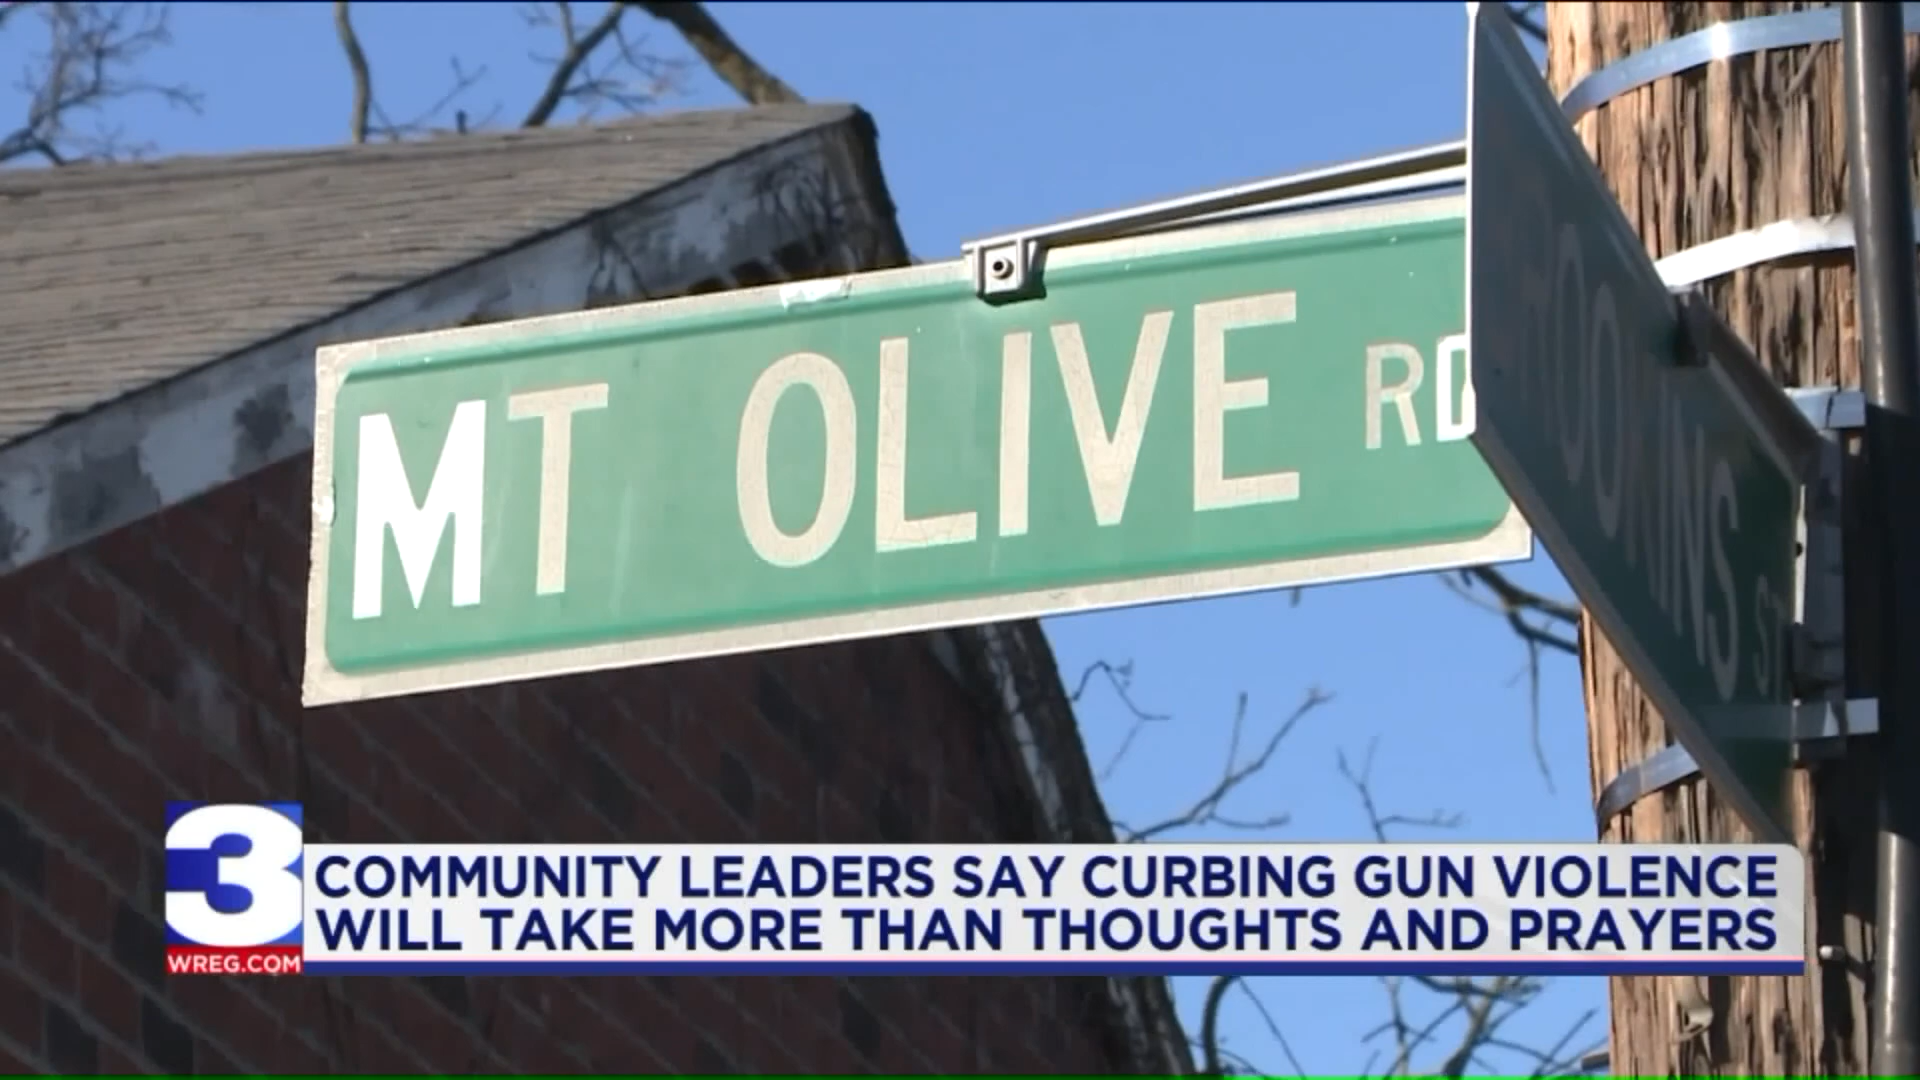 MT OLIVE RD
3
COMMUNITY LEADERS SAY CURBING GUN VIOLENCE
WILL TAKE MORE THAN THOUGHTS AND PRAYERS
WREG.COM